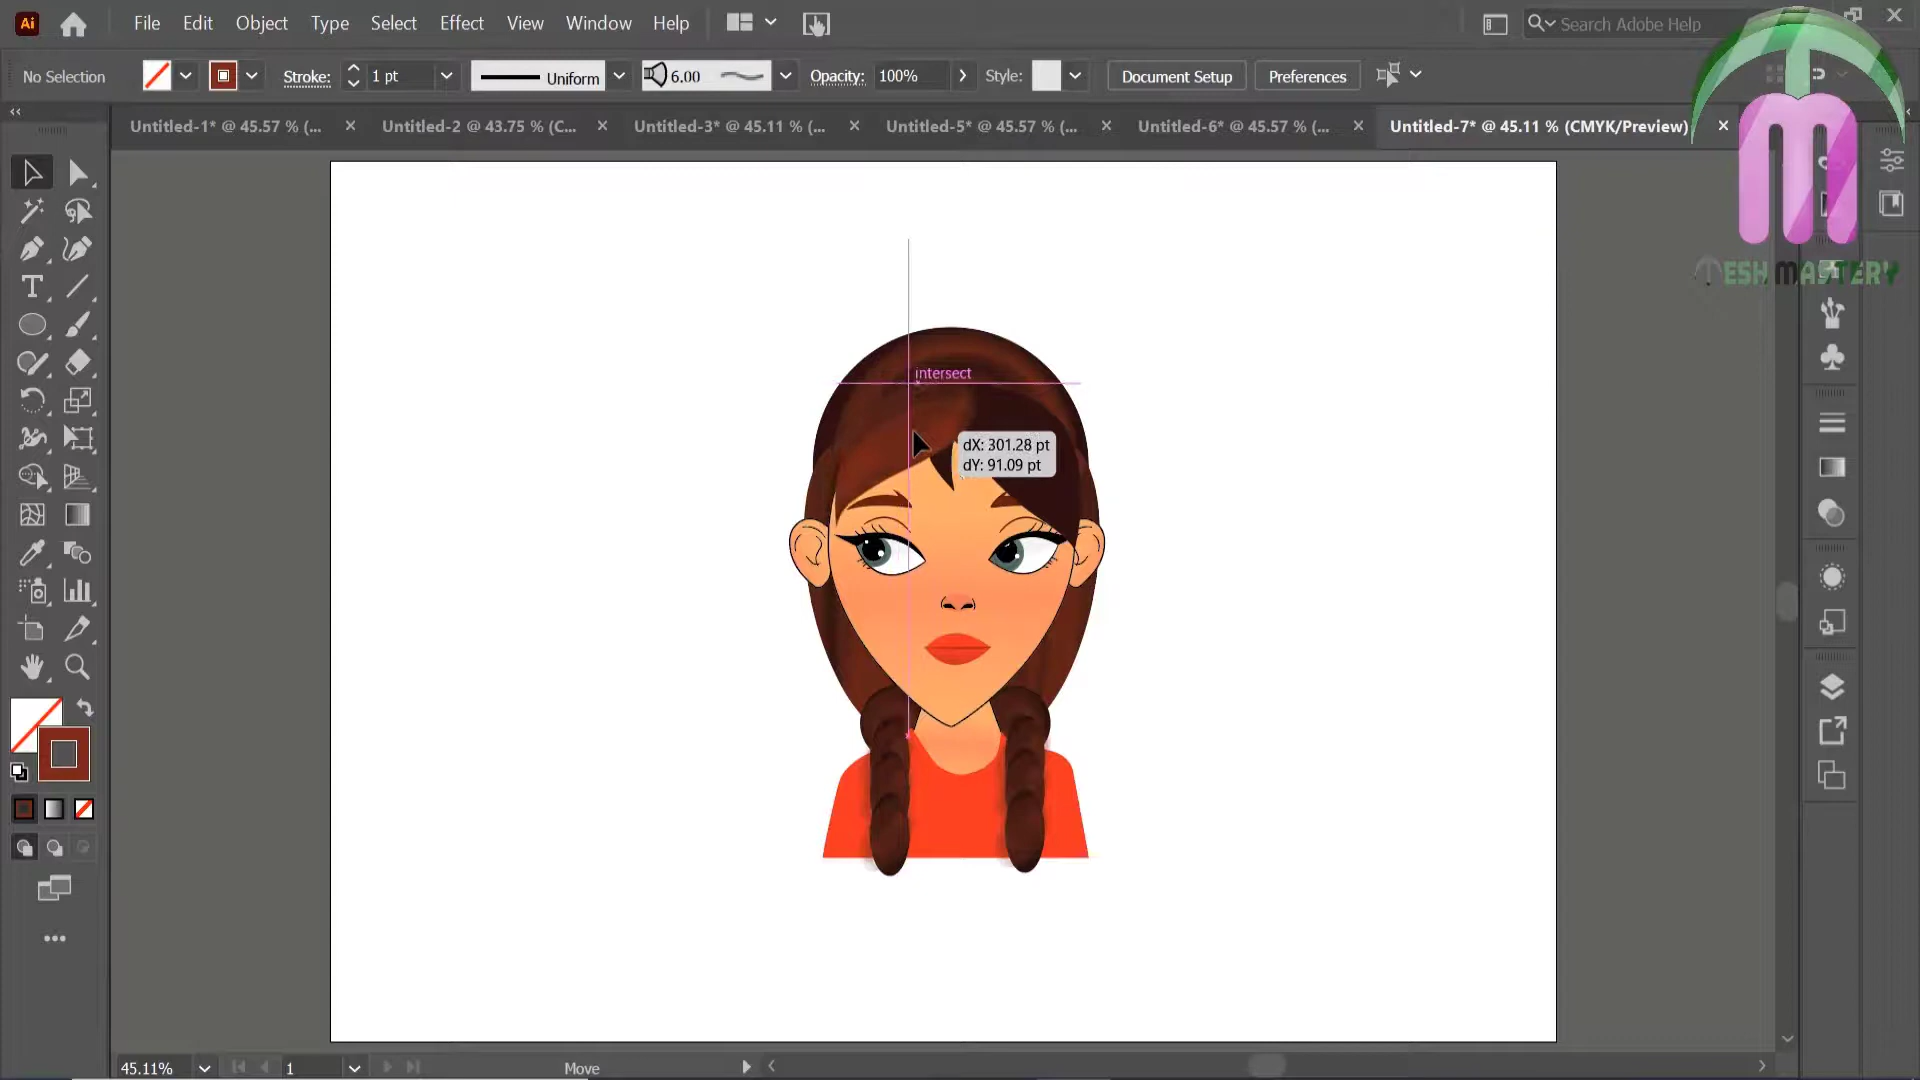 Ai File Edit Object Type Select Effect View Window Help Search Adobe Help
No Selection Stroke: 1 pt Uniform 6.00 Opacity: 100% Style: Document Setup Preferences
Untitled-1* @ 45.57 % (... Untitled-2 @ 43.75 % (C... Untitled-3* @ 45.11 % (... Untitled-5* @ 45.57 % (... Untitled-6* @ 45.57 % (... Untitled-7* @ 45.11 % (CMYK/Preview)
TESH MASTERY
intersect
dX: 301.28 pt
dY: 91.09 pt
45.11% 1 Move